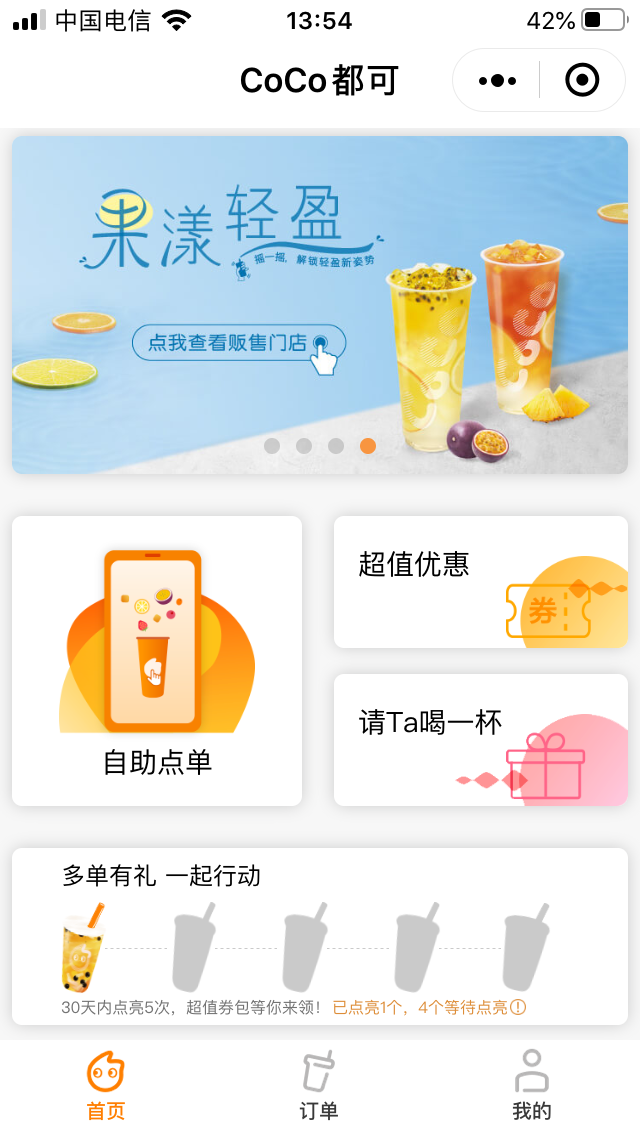 中国电信 13:54 42%
CoCo都可
果漾轻盈
摇一摇，解锁轻盈新姿势
点我查看贩售门店
CoCo
CoCo
超值优惠
券
自助点单
请Ta喝一杯
多单有礼 一起行动
30天内点亮5次，超值券包等你来领！已点亮1个，4个等待点亮
首页 订单 我的